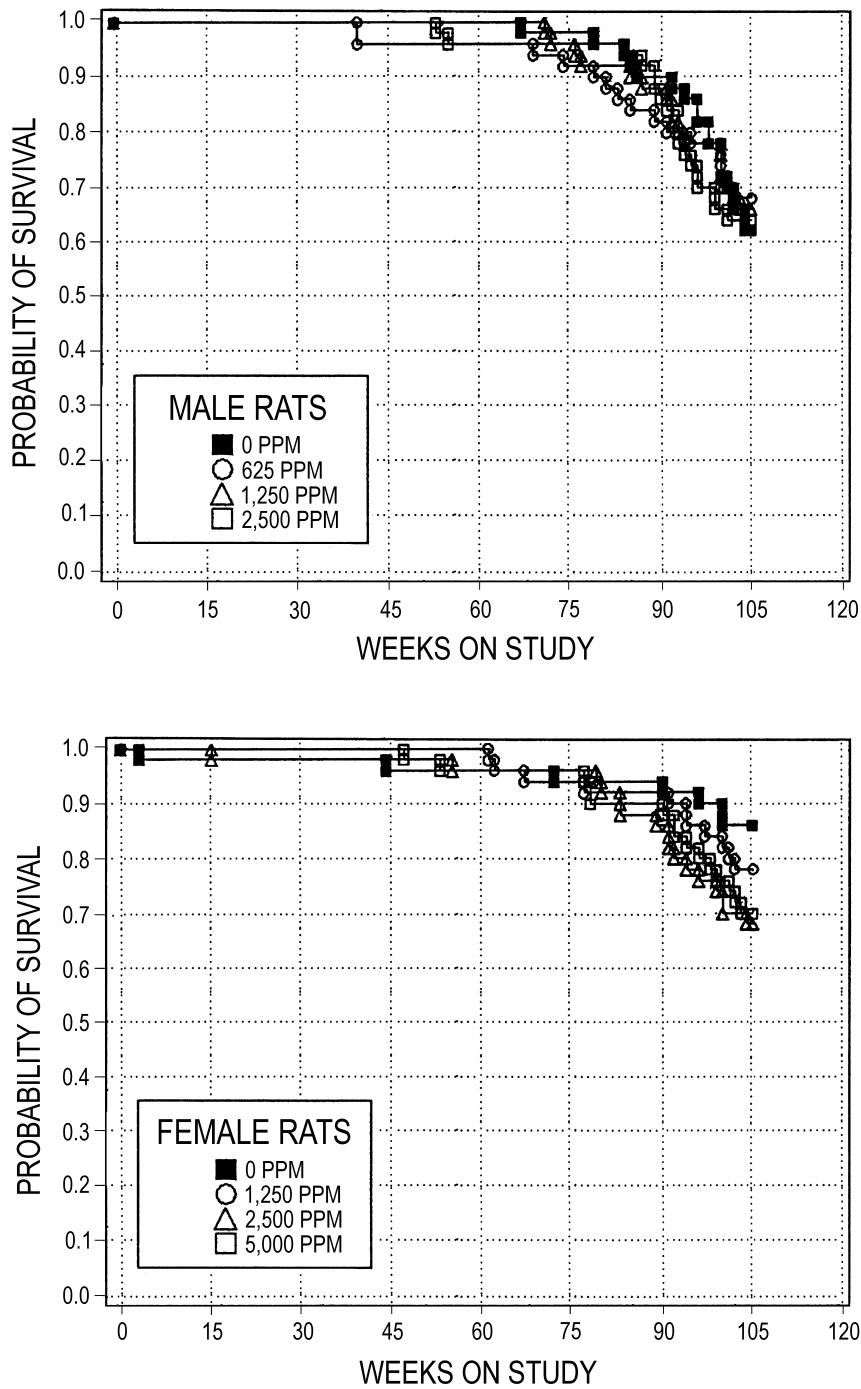 PROBABILITY OF SURVIVAL
1.0
0.9
0.8
0.7
0.6
0.5
0.4
0.3
0.2
0.1
0.0
MALE RATS
0 PPM
625 PPM
1,250 PPM
2,500 PPM
0 15 30 45 60 75 90 105 120
WEEKS ON STUDY
PROBABILITY OF SURVIVAL
1.0
0.9
0.8
0.7
0.6
0.5
0.4
0.3
0.2
0.1
0.0
FEMALE RATS
0 PPM
1,250 PPM
2,500 PPM
5,000 PPM
0 15 30 45 60 75 90 105 120
WEEKS ON STUDY